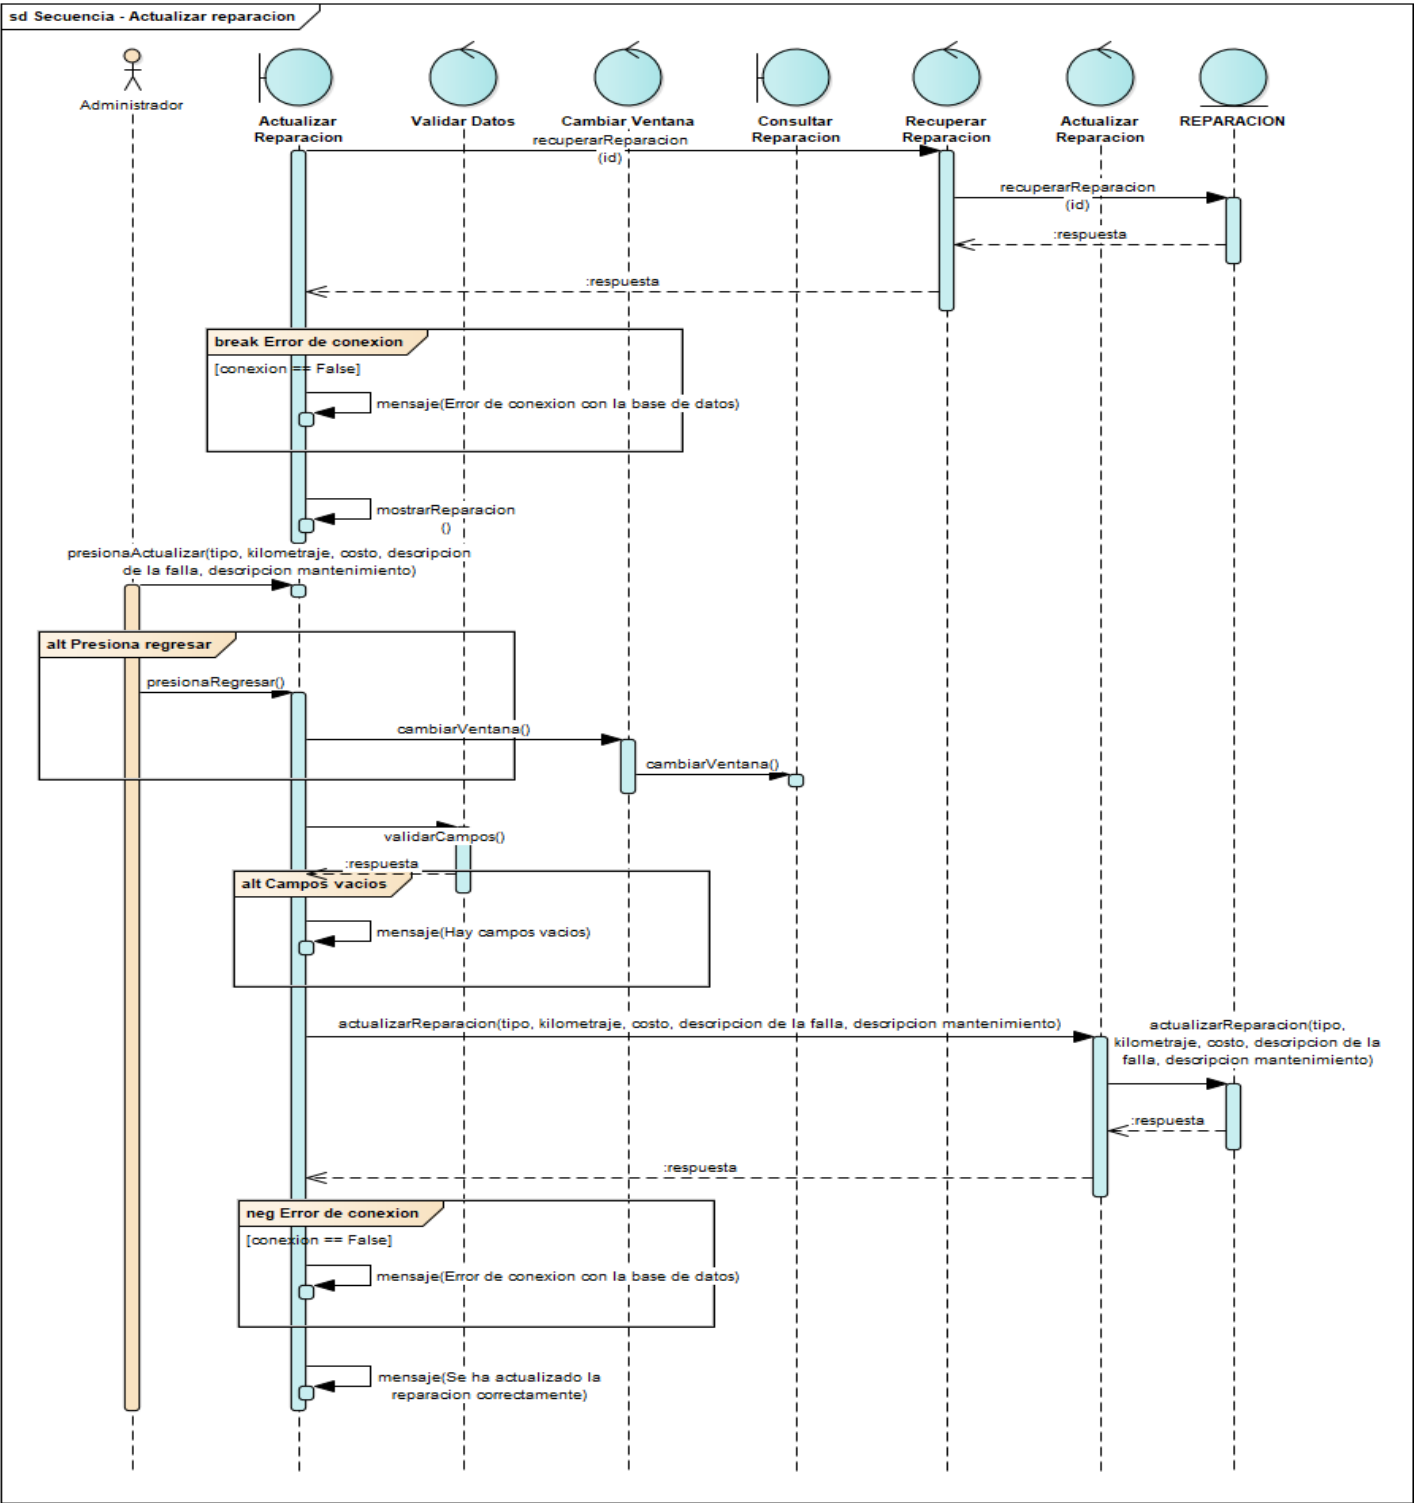 sd Secuencia - Actualizar reparacion
Administrador
Actualizar
Reparacion
Validar Datos
Cambiar Ventana
Consultar
Reparacion
Recuperar
Reparacion
Actualizar
Reparacion
REPARACION
recuperarReparacion
(id)
recuperarReparacion
(id)
:respuesta
:respuesta
break Error de conexion
[conexion == False]
mensaje(Error de conexion con la base de datos)
mostrarReparacion
()
presionaActualizar(tipo, kilometraje, costo, descripcion
de la falla, descripcion mantenimiento)
alt Presiona regresar
presionaRegresar()
cambiarVentana()
cambiarVentana()
validarCampos()
:respuesta
alt Campos vacios
mensaje(Hay campos vacios)
actualizarReparacion(tipo, kilometraje, costo, descripcion de la falla, descripcion mantenimiento)
actualizarReparacion(tipo,
kilometraje, costo, descripcion de la
falla, descripcion mantenimiento)
:respuesta
:respuesta
neg Error de conexion
[conexion == False]
mensaje(Error de conexion con la base de datos)
mensaje(Se ha actualizado la
reparacion correctamente)